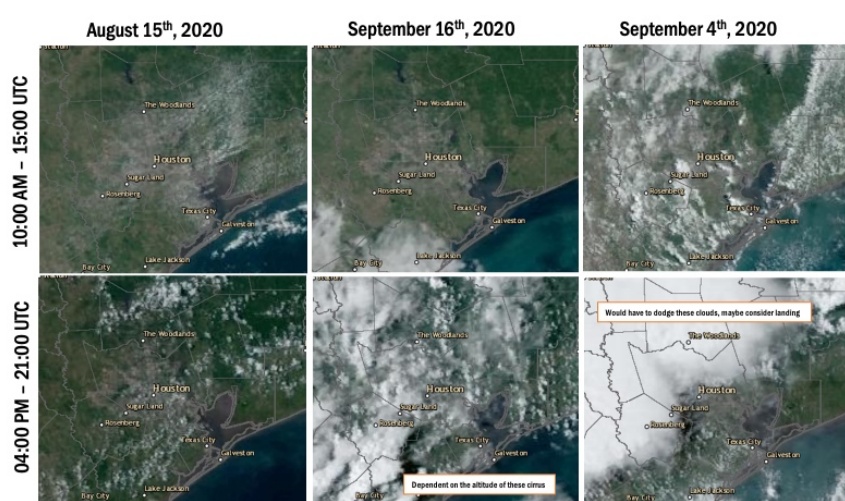 August 15th, 2020
September 16th, 2020
September 4th, 2020
10:00 AM – 15:00 UTC
The Woodlands
Houston
Sugar Land
Rosenberg
Texas City
Galveston
Lake Jackson
Bay City
The Woodlands
Houston
Sugar Land
Rosenberg
Texas City
Galveston
Lake Jackson
Bay City
The Woodlands
Houston
Sugar Land
Rosenberg
Texas City
Galveston
Lake Jackson
Bay City
04:00 PM – 21:00 UTC
The Woodlands
Houston
Sugar Land
Rosenberg
Texas City
Galveston
Lake Jackson
Bay City
The Woodlands
Houston
Sugar Land
Rosenberg
Texas City
Galveston
Dependent on the altitude of these cirrus
Bay City
Would have to dodge these clouds, maybe consider landing
The Woodlands
Houston
Sugar Land
Rosenberg
Texas City
Galveston
Lake Jackson
Bay City